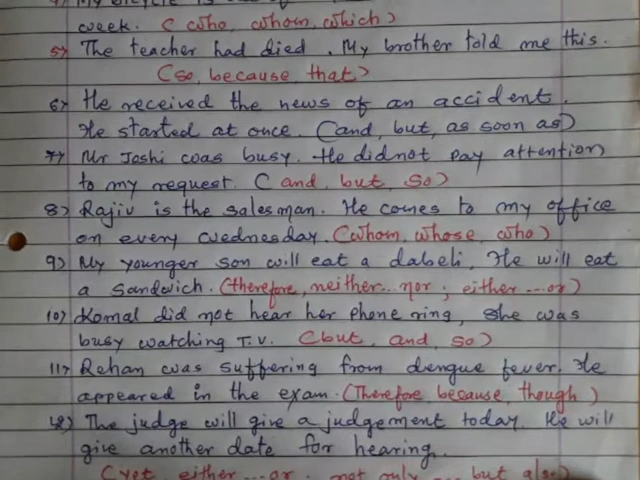 week. (who, whom, which)
5) The teacher had died. My brother told me this.
(so, because that)
6) He received the news of an accident.
He started at once. (and, but, as soon as)
7) Mr Joshi was busy. He didnot pay attention
to my request. (and, but, so)
8) Rajiv is the salesman. He comes to my office
on every wednesday. (whom, whose, who)
9) My younger son will eat a dabeli, He will eat
a sandwich. (therefore, neither...nor; either...or)
10) Komal did not hear her phone ring, She was
busy watching T.V. (but, and, so)
11) Rehan was suffering from dengue fever. He
appeared in the exam. (Therefore because, though)
12) The judge will give a judgement today. He will
give another date for hearing.
(yet, either...or, not only ... but also)